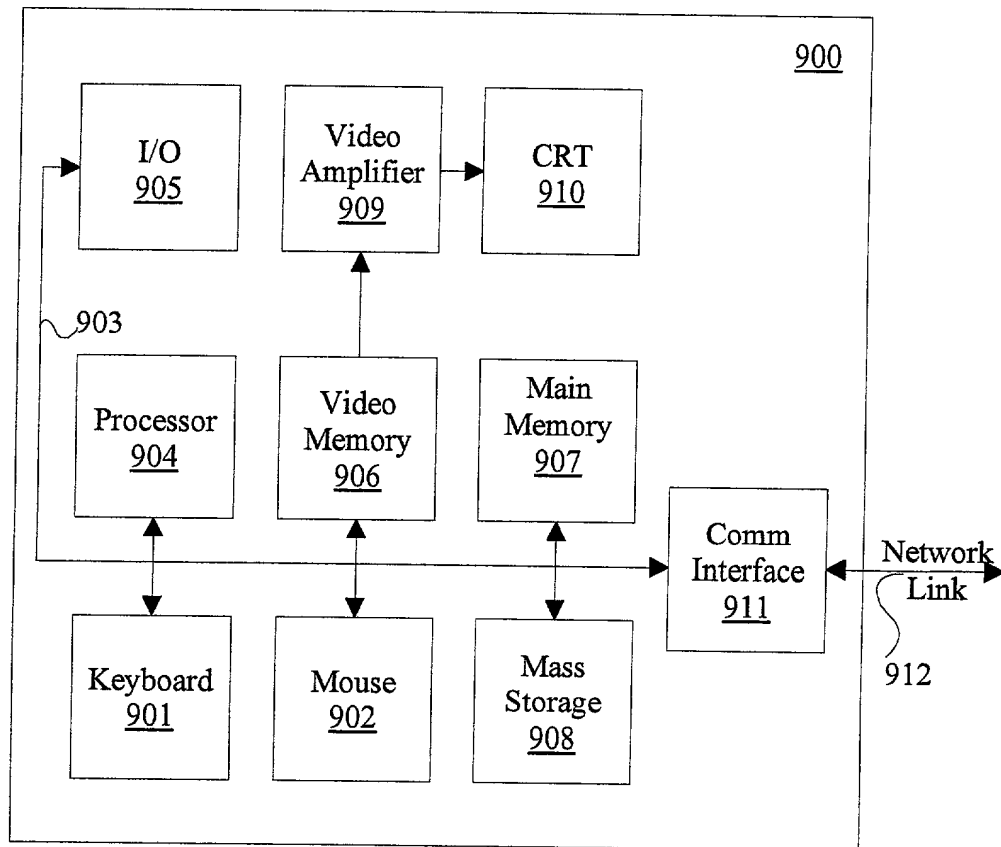 900
I/O
905
Video
Amplifier
909
CRT
910
903
Processor
904
Video
Memory
906
Main
Memory
907
Comm
Interface
911
Network
Link
912
Keyboard
901
Mouse
902
Mass
Storage
908